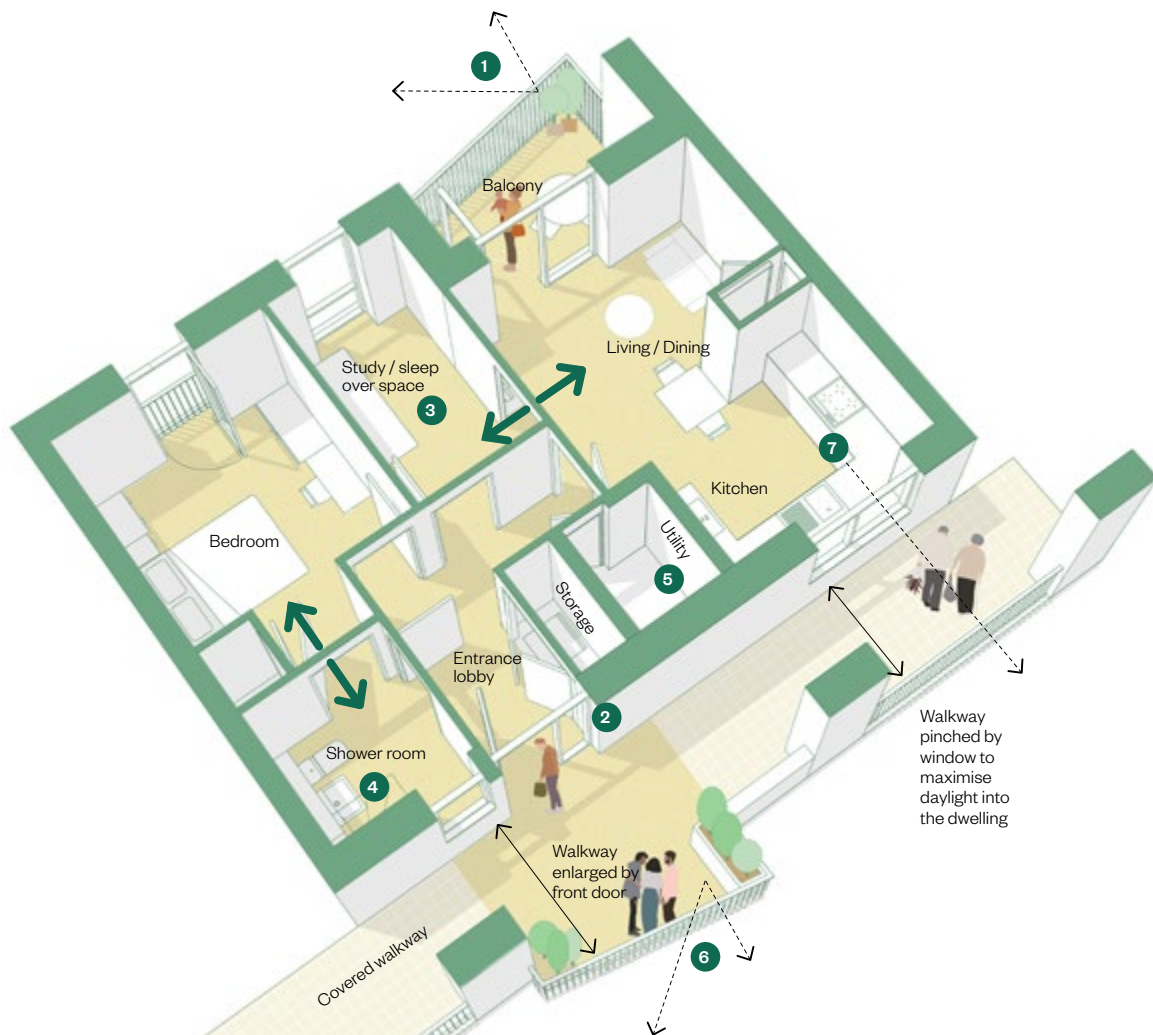 1
Balcony
Living / Dining
Study / sleep
over space
3
7
Kitchen
Bedroom
Utility
5
Storage
Entrance
lobby
2
Walkway
pinched by
window to
maximise
daylight into
the dwelling
Shower room
4
Walkway
enlarged by
front door
6
Covered walkway